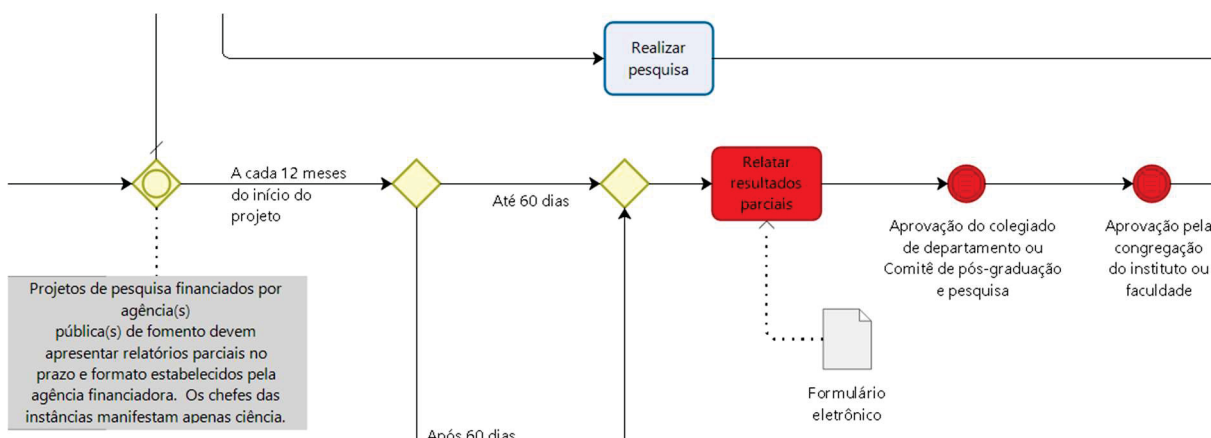 Realizar
pesquisa
A cada 12 meses
do início do
projeto
Até 60 dias
Relatar
resultados
parciais
Aprovação do colegiado
de departamento ou
Comitê de pós-graduação
e pesquisa
Aprovação pela
congregação
do instituto ou
faculdade
Projetos de pesquisa financiados por
agência(s)
pública(s) de fomento devem
apresentar relatórios parciais no
prazo e formato estabelecidos pela
agência financiadora. Os chefes das
instâncias manifestam apenas ciência.
Formulário
eletrônico
Após 60 dias